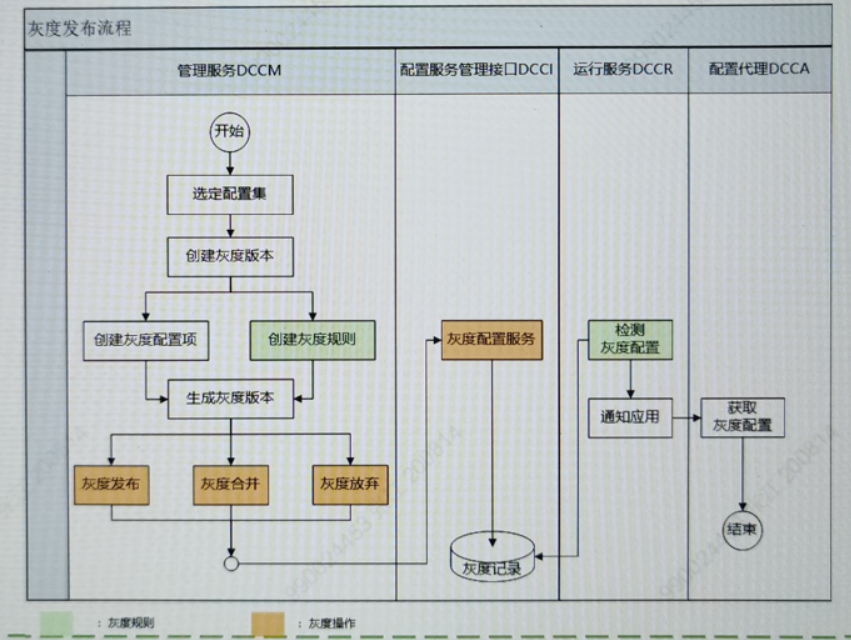 灰度发布流程
管理服务DCCM
配置服务管理接口DCCI
运行服务DCCR
配置代理DCCA
开始
选定配置集
创建灰度版本
创建灰度配置项
创建灰度规则
灰度配置服务
检测
灰度配置
生成灰度版本
通知应用
获取
灰度配置
灰度发布
灰度合并
灰度放弃
结束
灰度记录
：灰度规则
：灰度操作